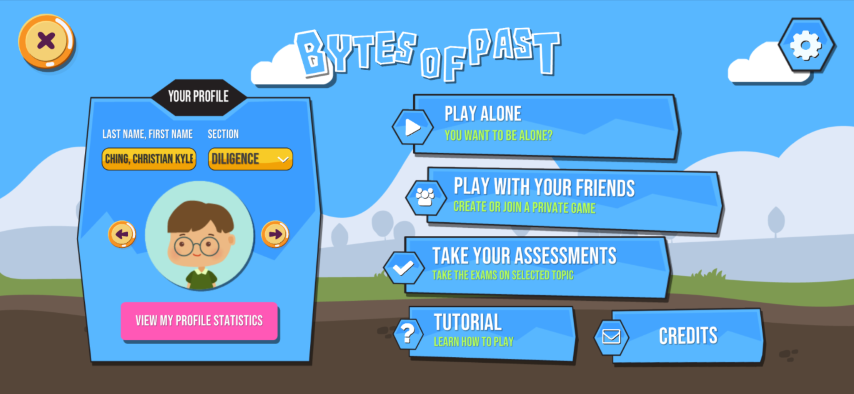 BYTES OF PAST
YOUR PROFILE
LAST NAME, FIRST NAME SECTION
CHING, CHRISTIAN KYLE DILIGENCE
VIEW MY PROFILE STATISTICS
PLAY ALONE
YOU WANT TO BE ALONE?
PLAY WITH YOUR FRIENDS
CREATE OR JOIN A PRIVATE GAME
TAKE YOUR ASSESSMENTS
TAKE THE EXAMS ON SELECTED TOPIC
?
TUTORIAL
LEARN HOW TO PLAY
CREDITS